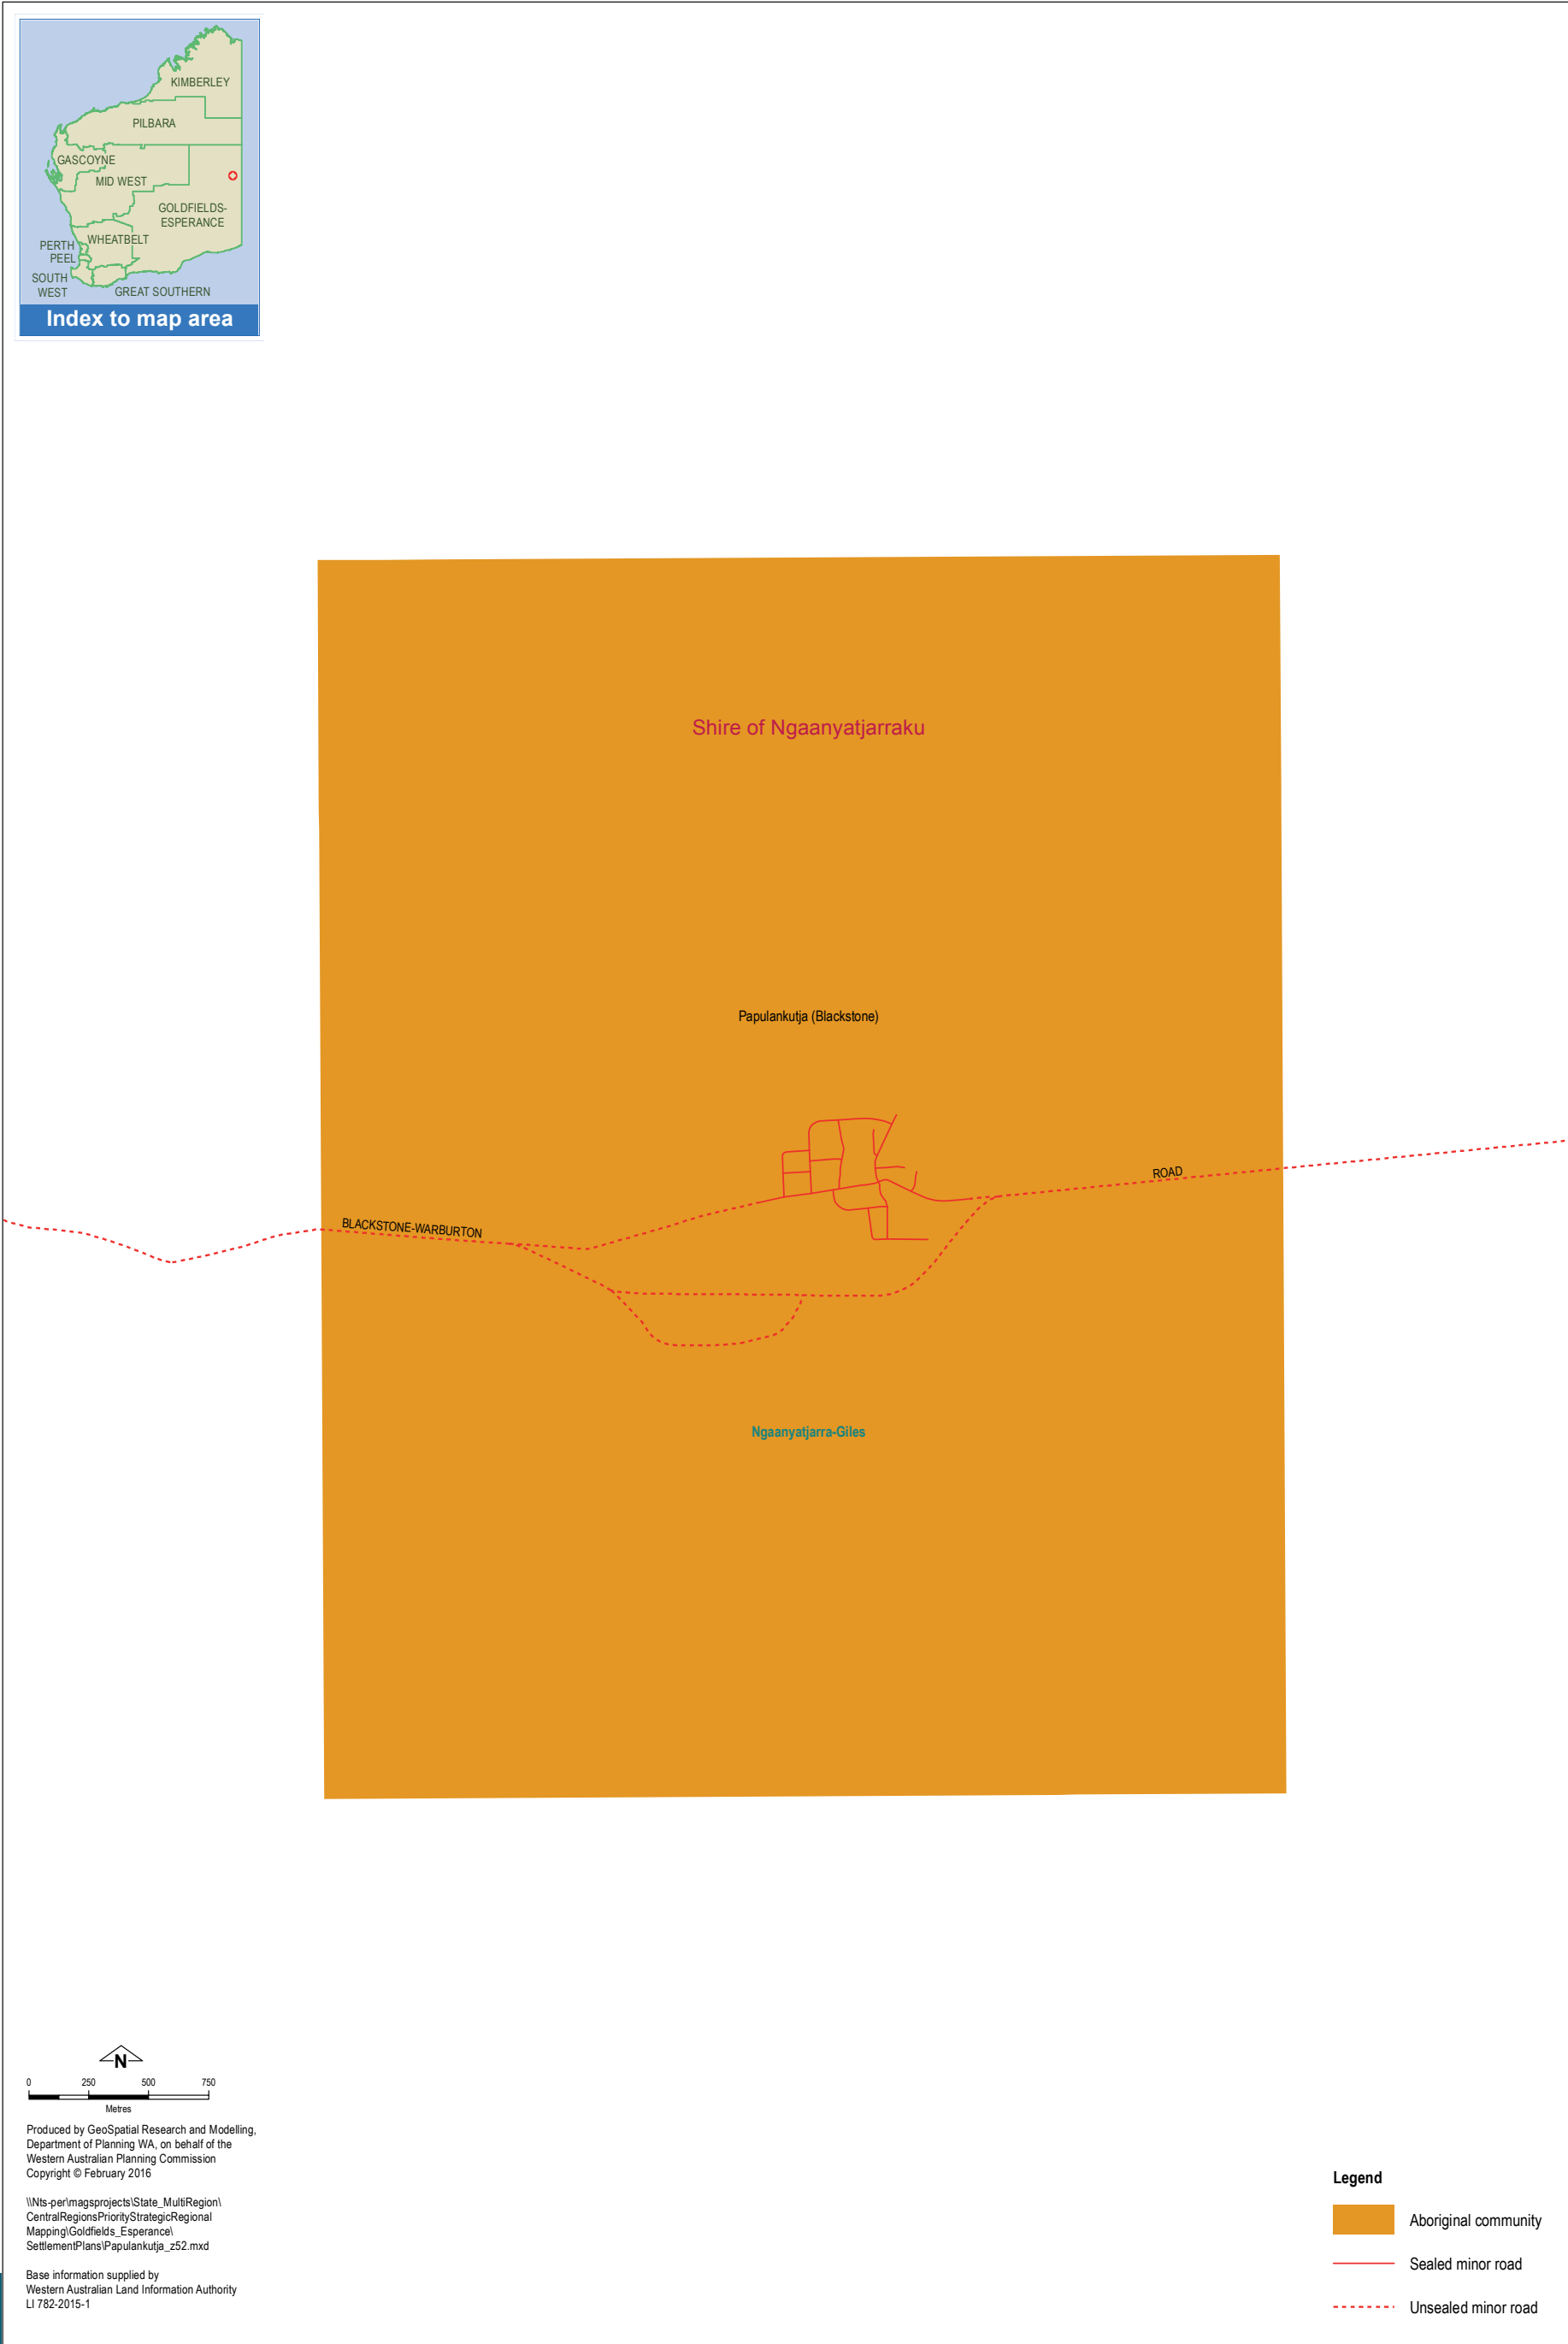 KIMBERLEY
PILBARA
GASCOYNE
MID WEST
GOLDFIELDS-
ESPERANCE
WHEATBELT
PERTH
PEEL
SOUTH
WEST
GREAT SOUTHERN
Index to map area
Shire of Ngaanyatjarraku
Papulankutja (Blackstone)
ROAD
BLACKSTONE-WARBURTON
Ngaanyatjarra-Giles
N
0 250 500 750
Metres
Produced by GeoSpatial Research and Modelling,
Department of Planning WA, on behalf of the
Western Australian Planning Commission
Copyright © February 2016
\\Nts-per\magsprojects\State_MultiRegion\
CentralRegionsPriorityStrategicRegional
Mapping\Goldfields_Esperance\
SettlementPlans\Papulankutja_z52.mxd
Base information supplied by
Western Australian Land Information Authority
LI 782-2015-1
Legend
Aboriginal community
Sealed minor road
Unsealed minor road